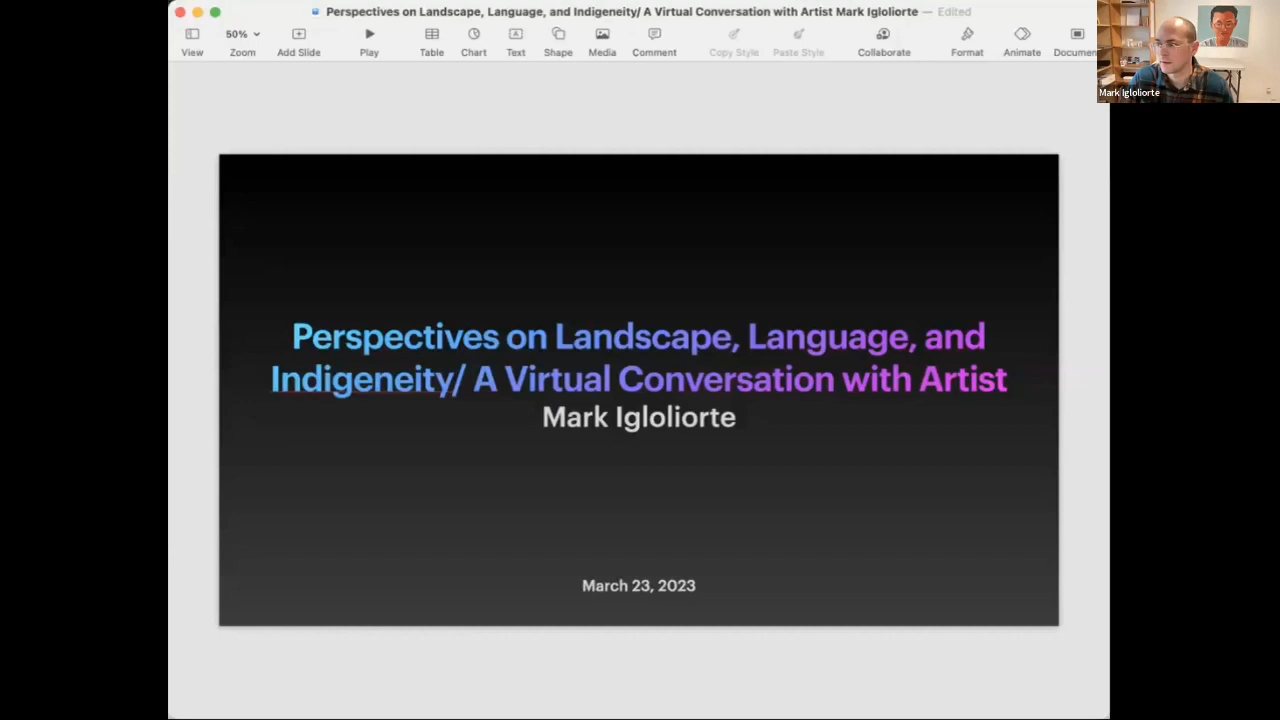 Perspectives on Landscape, Language, and Indigeneity/ A Virtual Conversation with Artist Mark Igloliorte — Edited
50%
View Zoom Add Slide Play Table Chart Text Shape Media Comment Copy Style Paste Style Collaborate Format Animate Documen
Mark Igloliorte
Perspectives on Landscape, Language, and
Indigeneity/ A Virtual Conversation with Artist
Mark Igloliorte
March 23, 2023